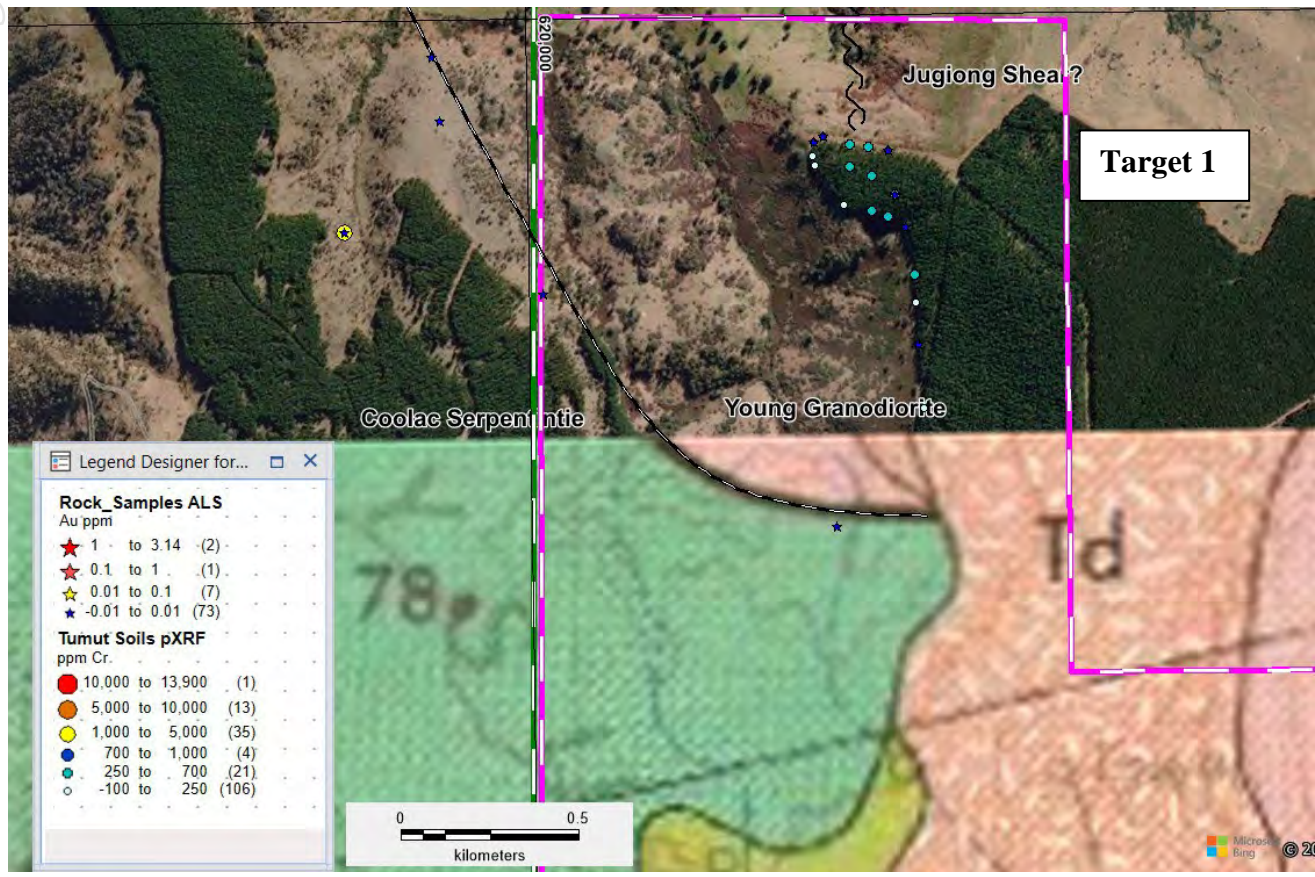 620,000
Jugiong Shear?
Target 1
Coolac Serpentintie
Young Granodiorite
78
Td
Legend Designer for...
Rock_Samples ALS
Au ppm
1 to 3.14 (2)
0.1 to 1 (1)
0.01 to 0.1 (7)
-0.01 to 0.01 (73)
Tumut Soils pXRF
ppm Cr
10,000 to 13,900 (1)
5,000 to 10,000 (13)
1,000 to 5,000 (35)
700 to 1,000 (4)
250 to 700 (21)
-100 to 250 (106)
0 0.5
kilometers
Microsoft
Bing
© 20